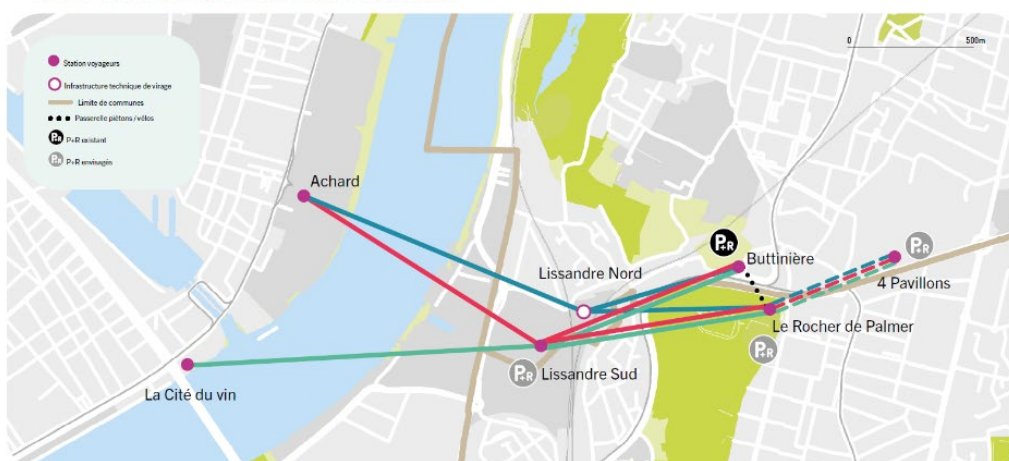 Station voyageurs
Infrastructure technique de virage
Limite de communes
Passerelle piétons/vélos
P+R existant
P+R envisagés
0 500m
Achard
Lissandre Nord
P+R
Buttinière
P+R
4 Pavillons
Le Rocher de Palmer
P+R
P+R
Lissandre Sud
La Cité du vin